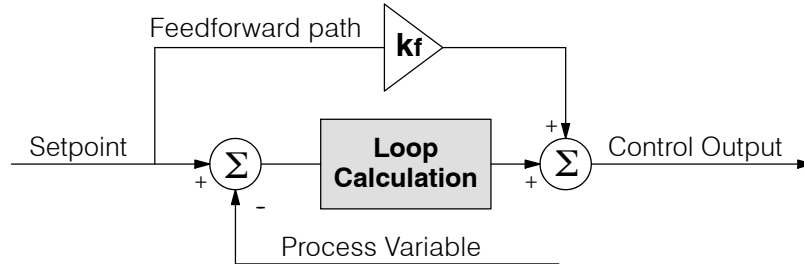 Feedforward path
kf
+
Setpoint
Σ
Loop
Calculation
Σ
Control Output
+
+
-
Process Variable